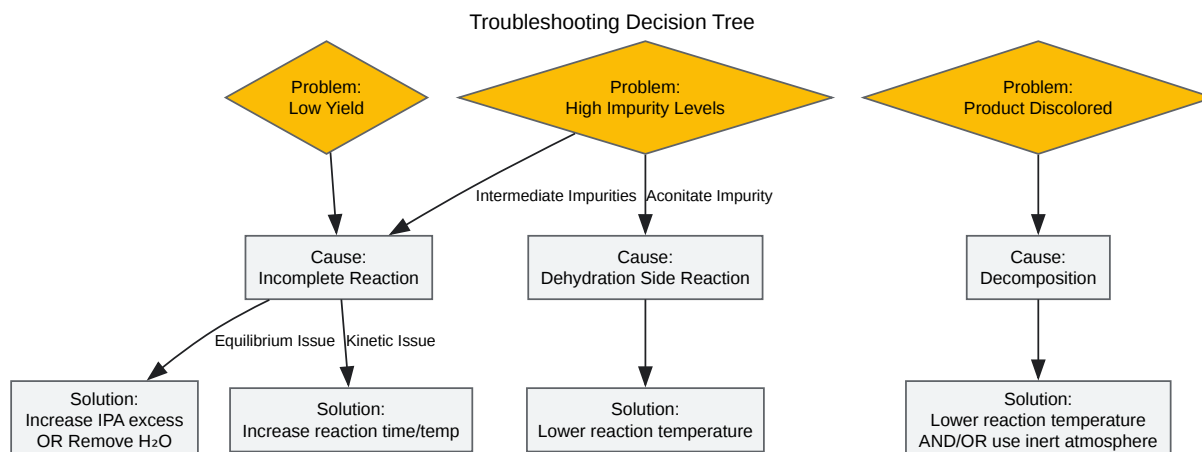 Troubleshooting Decision Tree
Problem:
Low Yield
Problem:
High Impurity Levels
Problem:
Product Discolored
Intermediate Impurities
Aconitate Impurity
Cause:
Incomplete Reaction
Cause:
Dehydration Side Reaction
Cause:
Decomposition
Equilibrium Issue
Kinetic Issue
Solution:
Increase IPA excess
OR Remove H₂O
Solution:
Increase reaction time/temp
Solution:
Lower reaction temperature
Solution:
Lower reaction temperature
AND/OR use inert atmosphere